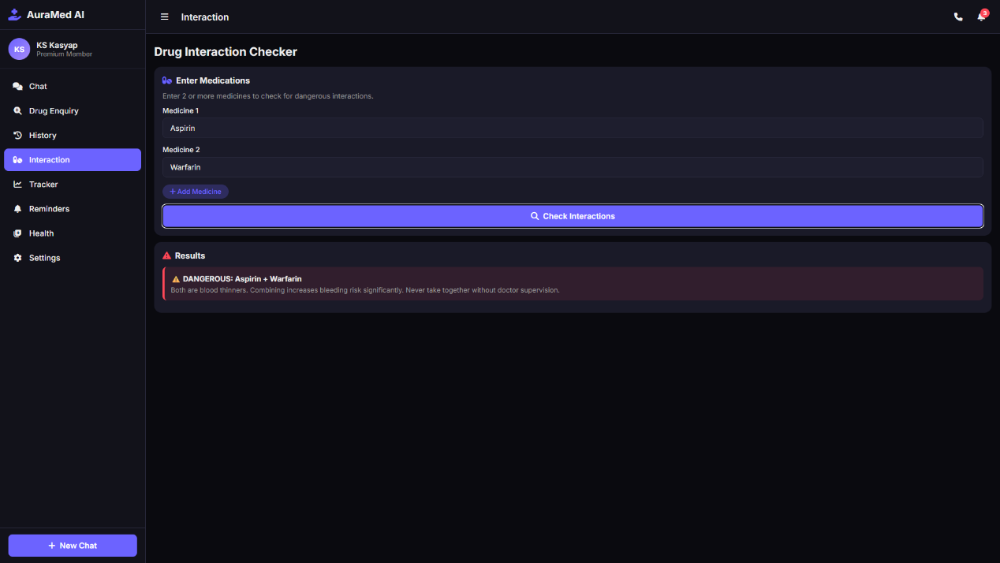 AuraMed AI
KS
KS Kasyap
Premium Member
Chat
Drug Enquiry
History
Interaction
Tracker
Reminders
Health
Settings
+ New Chat
Interaction
3
Drug Interaction Checker
Enter Medications
Enter 2 or more medicines to check for dangerous interactions.
Medicine 1
Aspirin
Medicine 2
Warfarin
+ Add Medicine
Check Interactions
Results
DANGEROUS: Aspirin + Warfarin
Both are blood thinners. Combining increases bleeding risk significantly. Never take together without doctor supervision.